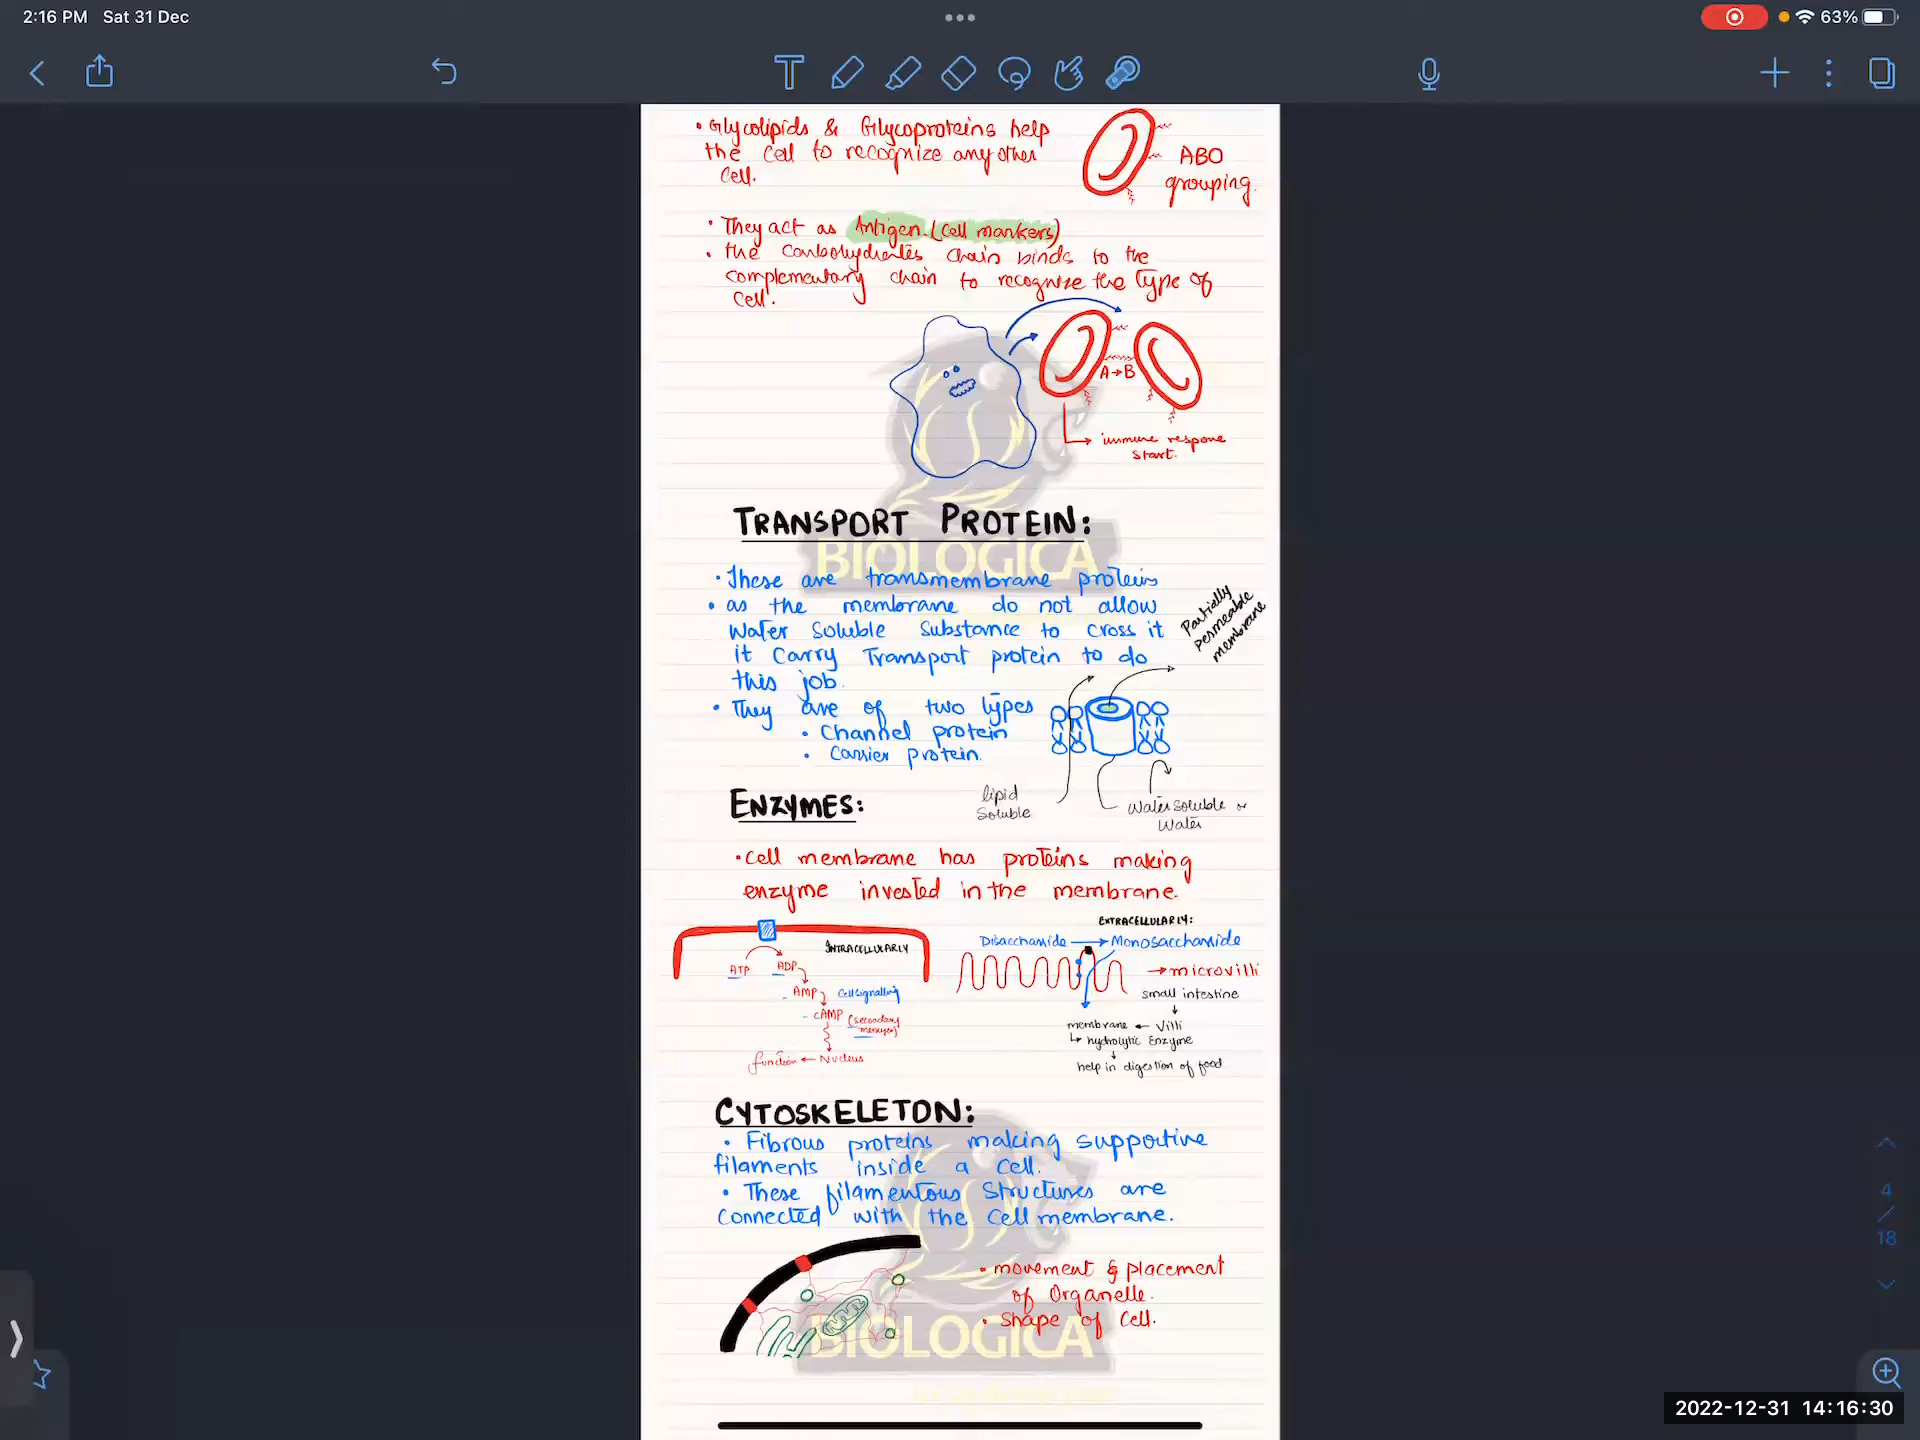 2:16 PM Sat 31 Dec
63%
• Glycolipids & Glycoproteins help
the cell to recognize any other
cell.
ABO
grouping.
• They act as Antigen. (cell markers)
• the Carbohydrates chain binds to the
complementary chain to recognize the type of
cell.
A→B
immune respone
start.
TRANSPORT PROTEIN:
BIOLOGICA
• These are transmembrane proteins
• as the membrane do not allow
Water Soluble Substance to cross it
it Carry Transport protein to do
this job.
Partially
permeable
membrane
• They are of two types
• Channel protein
• Carrier protein.
lipid
Soluble
Water soluble or
Water
ENZYMES:
• Cell membrane has proteins making
enzyme invested in the membrane.
INTRACELLULARLY
ATP
ADP
AMP
Cell signalling
cAMP
function ← Nucleus
EXTRACELLULARLY:
Disaccharide → Monosaccharide
→ microvilli
small intestine
membrane ← Villi
↳ hydrolytic Enzyme
help in digestion of food
CYTOSKELETON:
• Fibrous proteins making supportive
filaments inside a cell.
• These filamentous Structures are
connected with the cell membrane.
• movement & placement
of Organelle.
• Shape of Cell.
BIOLOGICA
4
/
18
2022-12-31 14:16:30